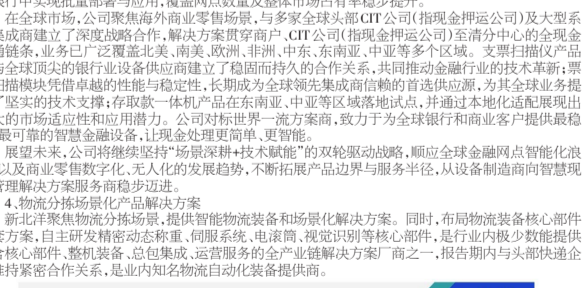 银行中实现批量部署与应用，覆盖网点数量及整体市场占有率稳步提升。
在全球市场，公司聚焦海外商业零售场景，与多家全球头部CIT公司(指现金押运公司)及大型系
集成商建立了深度战略合作，解决方案贯穿商户、CIT公司(指现金押运公司)至清分中心的全现金
通链条，业务已广泛覆盖北美、南美、欧洲、非洲、中东、东南亚、中亚等多个区域。支票扫描仪产品
与全球顶尖的银行业设备供应商建立了稳固而持久的合作关系，共同推动金融行业的技术革新；票
扫描模块凭借卓越的性能与稳定性，长期成为全球领先集成商信赖的首选供应源，为其全球业务提
了坚实的技术支撑；存取款一体机产品在东南亚、中亚等区域落地试点，并通过本地化适配展现出
大的市场适应性和应用潜力。公司对标世界一流方案商，致力于为全球银行和商业客户提供最稳
最可靠的智慧金融设备，让现金处理更简单、更智能。
展望未来，公司将继续坚持“场景深耕+技术赋能”的双轮驱动战略，顺应全球金融网点智能化浪
以及商业零售数字化、无人化的发展趋势，不断拓展产品边界与服务半径，从设备制造商向智慧现
管理解决方案服务商稳步迈进。
4、物流分拣场景化产品解决方案
新北洋聚焦物流分拣场景，提供智能物流装备和场景化解决方案。同时，布局物流装备核心部件
方案，自主研发精密动态称重、伺服系统、电滚筒、视觉识别等核心部件，是行业内极少数能提供
含核心部件、整机装备、总包集成、运营服务的全产业链解决方案厂商之一，报告期内与头部快递企
维持紧密合作关系，是业内知名物流自动化装备提供商。